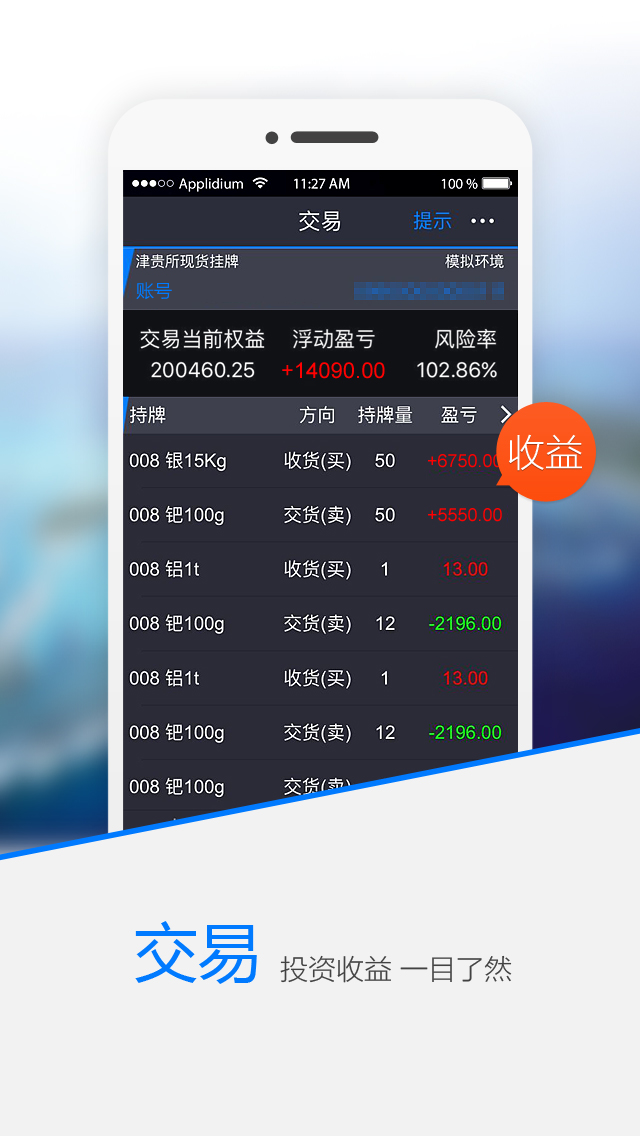 Applidium 11:27 AM 100 %
交易 提示 •••
津贵所现货挂牌 模拟环境
账号
交易当前权益 浮动盈亏 风险率
200460.25 +14090.00 102.86%
持牌 方向 持牌量 盈亏
收益
008 银15Kg 收货(买) 50 +6750.00
008 钯100g 交货(卖) 50 +5550.00
008 铝1t 收货(买) 1 13.00
008 钯100g 交货(卖) 12 -2196.00
008 铝1t 收货(买) 1 13.00
008 钯100g 交货(卖) 12 -2196.00
008 钯100g 交货(卖)
交易 投资收益 一目了然